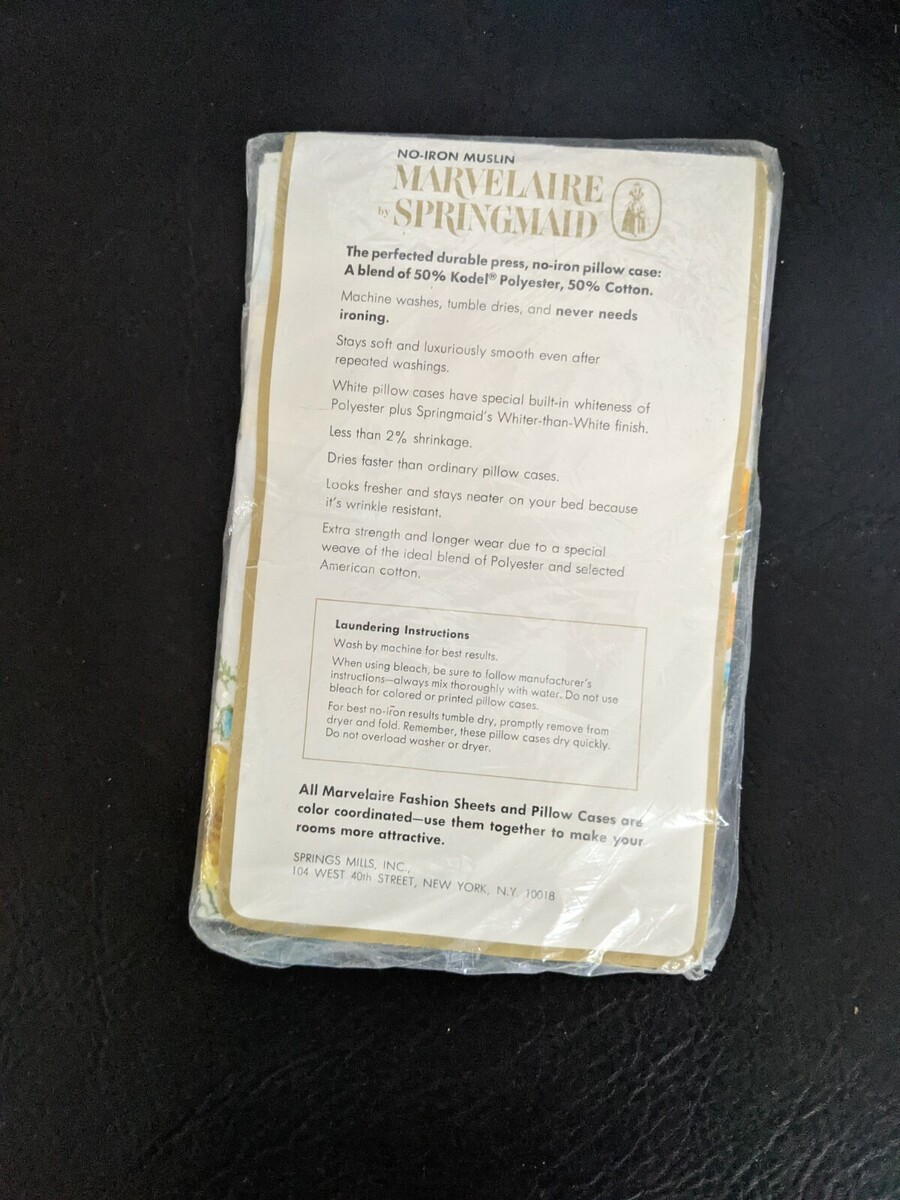 NO-IRON MUSLIN
MARVELAIRE
by SPRINGMAID
The perfected durable press, no-iron pillow case:
A blend of 50% Kodel® Polyester, 50% Cotton.
Machine washes, tumble dries, and never needs
ironing.
Stays soft and luxuriously smooth even after
repeated washings.
White pillow cases have special built-in whiteness of
Polyester plus Springmaid's Whiter-than-White finish.
Less than 2% shrinkage.
Dries faster than ordinary pillow cases.
Looks fresher and stays neater on your bed because
it's wrinkle resistant.
Extra strength and longer wear due to a special
weave of the ideal blend of Polyester and selected
American cotton.
Laundering Instructions
Wash by machine for best results.
When using bleach, be sure to follow manufacturer's
instructions—always mix thoroughly with water. Do not use
bleach for colored or printed pillow cases.
For best no-iron results tumble dry, promptly remove from
dryer and fold. Remember, these pillow cases dry quickly.
Do not overload washer or dryer.
All Marvelaire Fashion Sheets and Pillow Cases are
color coordinated—use them together to make your
rooms more attractive.
SPRINGS MILLS, INC.,
104 WEST 40th STREET, NEW YORK, N.Y. 10018